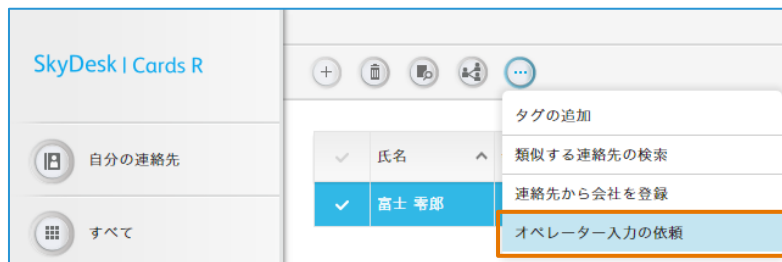 SkyDesk | Cards R
タグの追加
自分の連絡先
氏名
類似する連絡先の検索
富士 零郎
連絡先から会社を登録
すべて
オペレーター入力の依頼